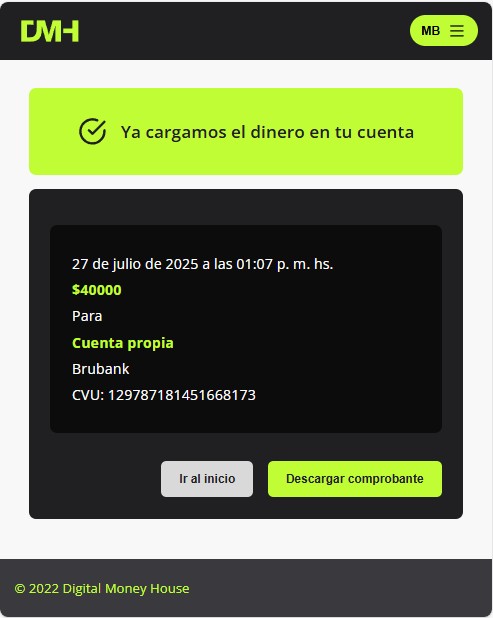 DMH
MB
Ya cargamos el dinero en tu cuenta
27 de julio de 2025 a las 01:07 p. m. hs.
$40000
Para
Cuenta propia
Brubank
CVU: 129787181451668173
Ir al inicio
Descargar comprobante
© 2022 Digital Money House